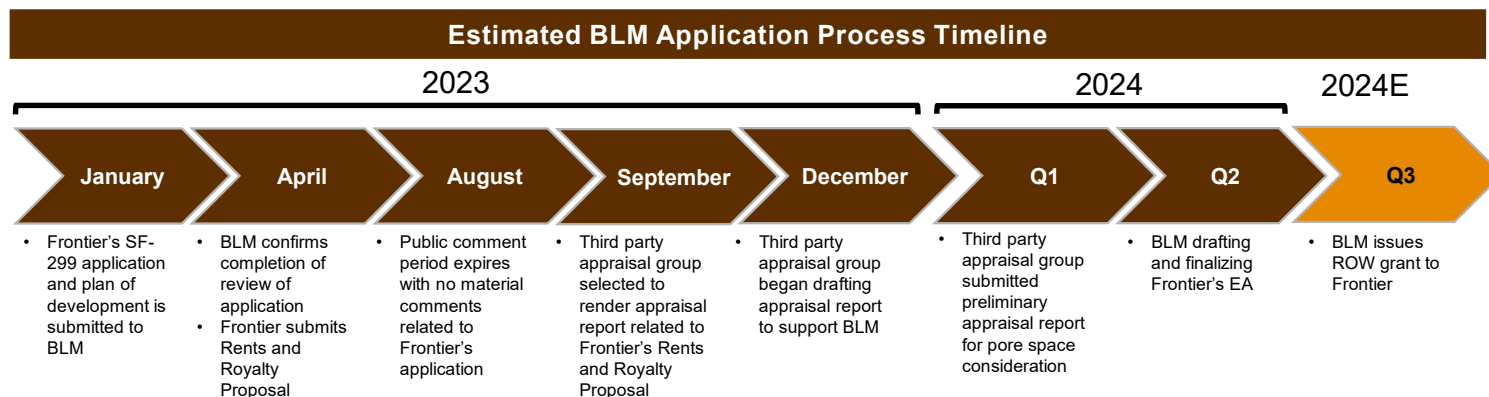 Estimated BLM Application Process Timeline
2023
2024
2024E
January
April
August
September
December
Q1
Q2
Q3
• Frontier’s SF-
299 application
and plan of
development is
submitted to
BLM
• BLM confirms
completion of
review of
application
• Frontier submits
Rents and
Royalty
Proposal
• Public comment
period expires
with no material
comments
related to
Frontier’s
application
• Third party
appraisal group
selected to
render appraisal
report related to
Frontier’s Rents
and Royalty
Proposal
• Third party
appraisal group
began drafting
appraisal report
to support BLM
• Third party
appraisal group
submitted
preliminary
appraisal report
for pore space
consideration
• BLM drafting
and finalizing
Frontier’s EA
• BLM issues
ROW grant to
Frontier